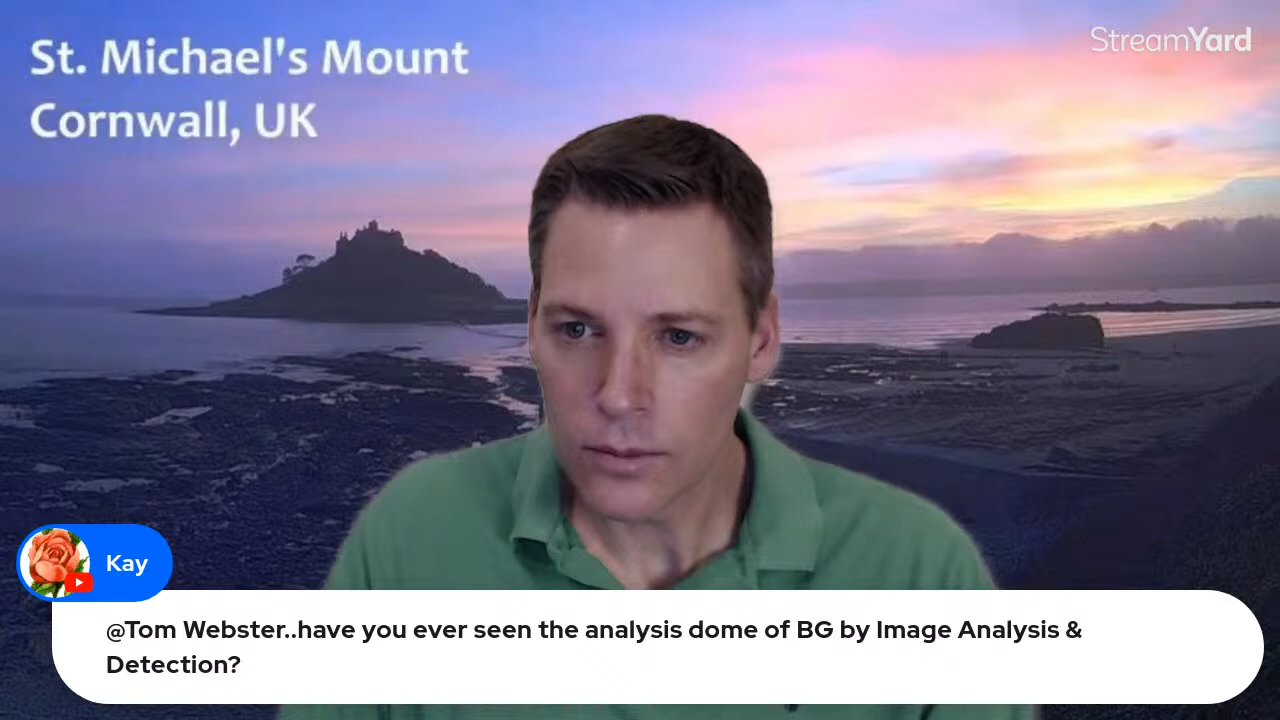 St. Michael's Mount
Cornwall, UK
StreamYard
Kay
@Tom Webster..have you ever seen the analysis dome of BG by Image Analysis &
Detection?